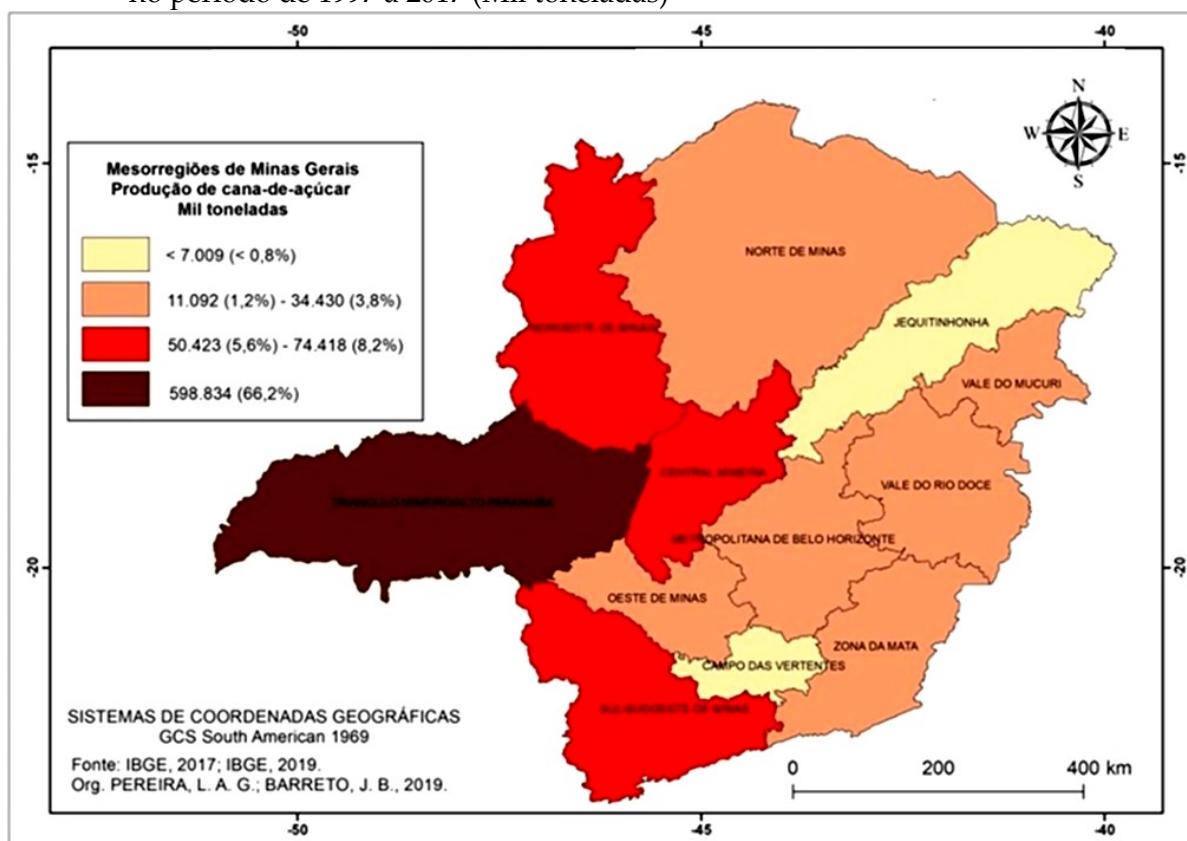 no período de 1997 a 2017 (Mil toneladas)
-50
-45
-40
N
W
E
S
-15
-15
Mesorregiões de Minas Gerais
Produção de cana-de-açúcar
Mil toneladas
< 7.009 (< 0,8%)
11.092 (1,2%) - 34.430 (3,8%)
50.423 (5,6%) - 74.418 (8,2%)
598.834 (66,2%)
NORTE DE MINAS
JEQUITINHONHA
NOROESTE DE MINAS
VALE DO MUCURI
CENTRAL MINEIRA
VALE DO RIO DOCE
METROPOLITANA DE BELO HORIZONTE
-20
-20
OESTE DE MINAS
ZONA DA MATA
CAMPO DAS VERTENTES
SISTEMAS DE COORDENADAS GEOGRÁFICAS
GCS South American 1969
Fonte: IBGE, 2017; IBGE, 2019.
Org. PEREIRA, L. A. G.; BARRETO, J. B., 2019.
0
200
400 km
-50
-45
-40